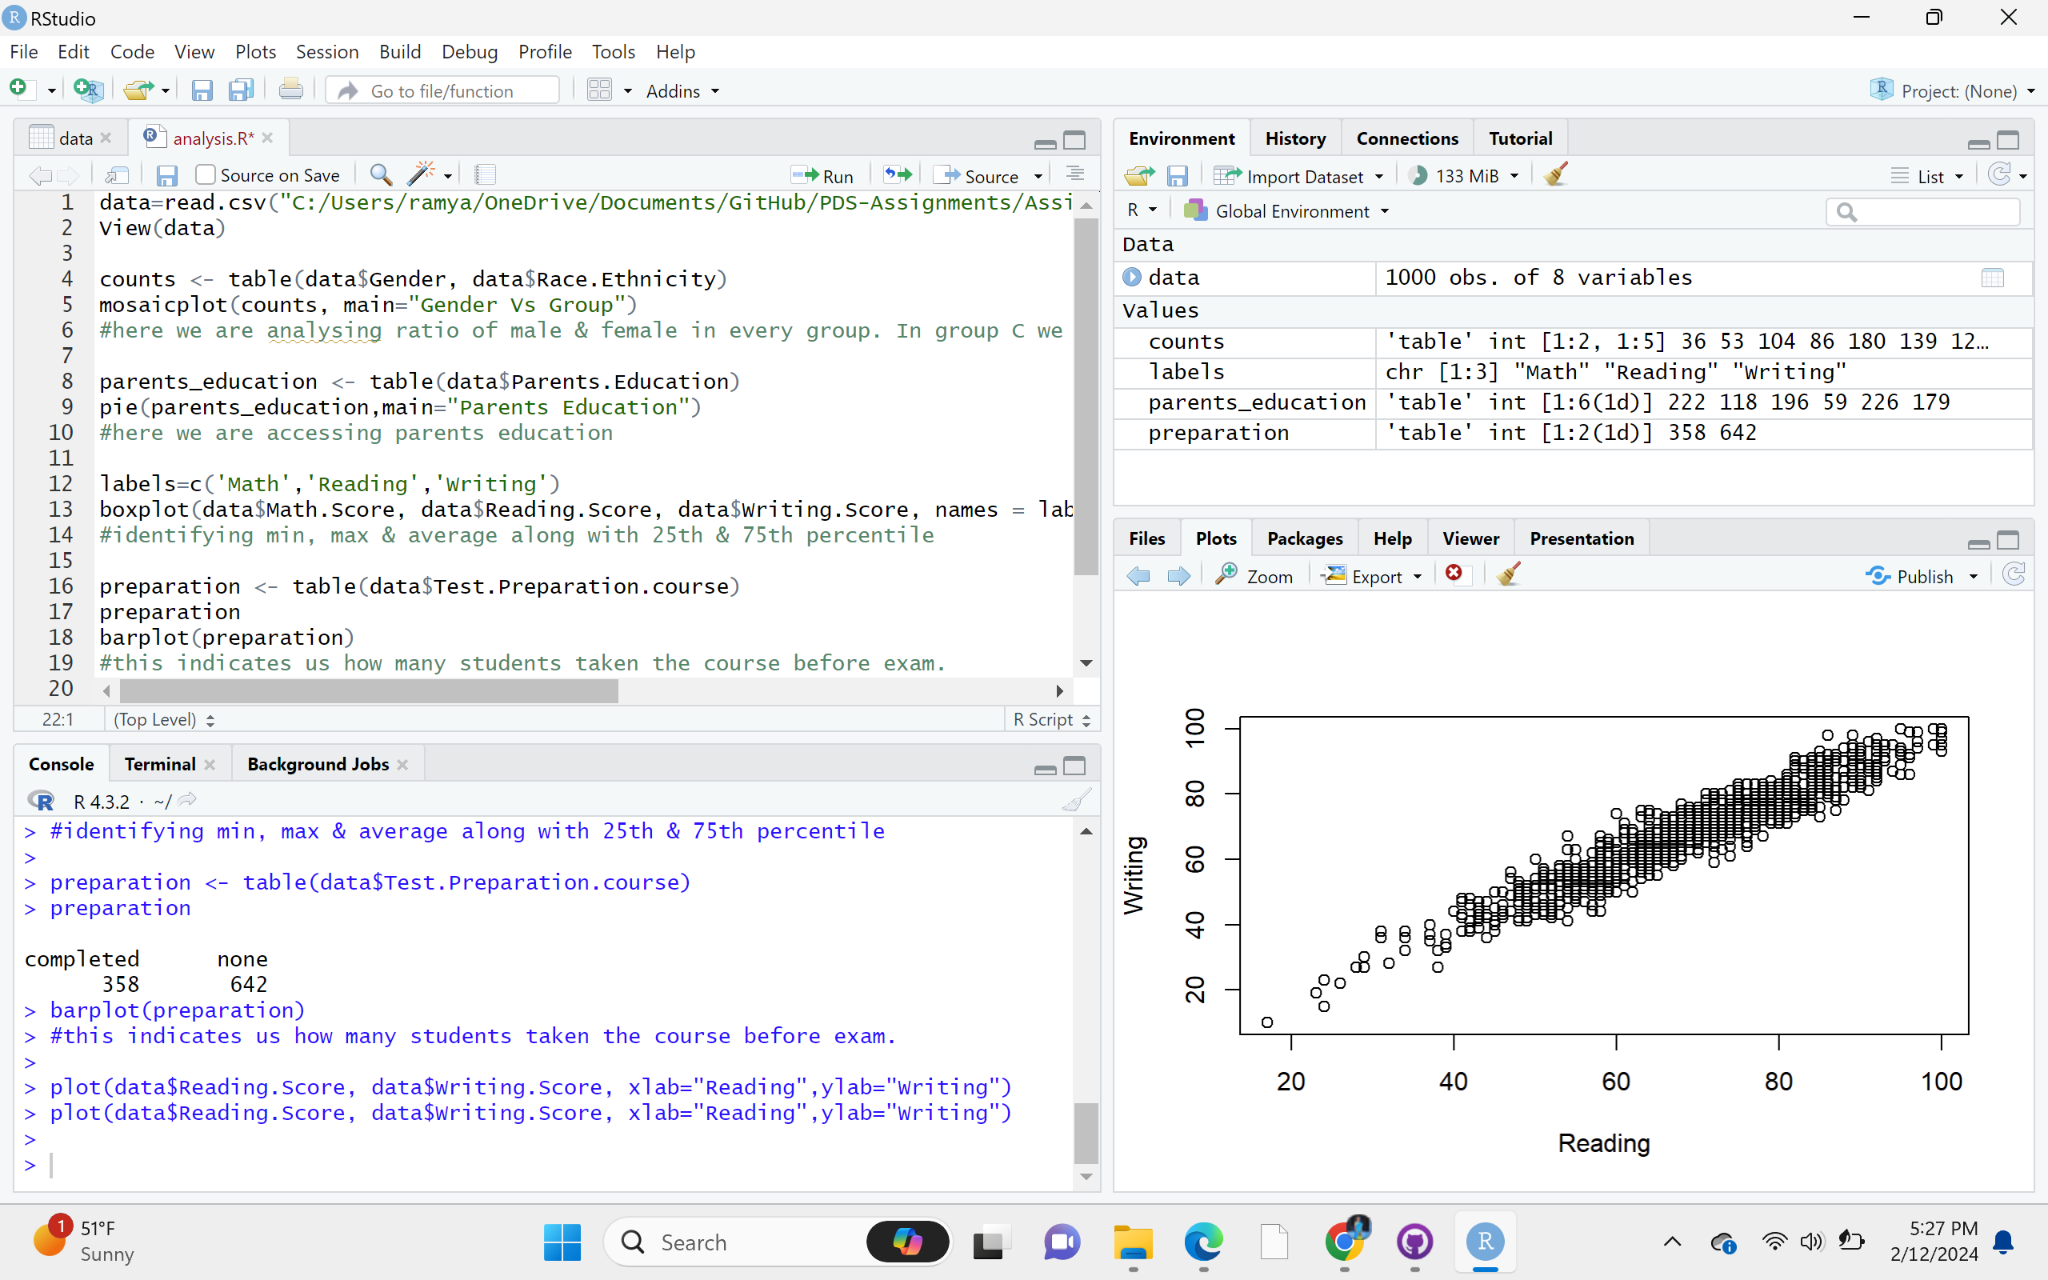 RStudio
File Edit Code View Plots Session Build Debug Profile Tools Help
Go to file/function Addins Project: (None)
data analysis.R*
Source on Save Run Source
1 data=read.csv("C:/Users/ramya/OneDrive/Documents/GitHub/PDS-Assignments/Assi
2 View(data)
3
4 counts <- table(data$Gender, data$Race.Ethnicity)
5 mosaicplot(counts, main="Gender Vs Group")
6 #here we are analysing ratio of male & female in every group. In group C we
7
8 parents_education <- table(data$Parents.Education)
9 pie(parents_education,main="Parents Education")
10 #here we are accessing parents education
11
12 labels=c('Math','Reading','Writing')
13 boxplot(data$Math.Score, data$Reading.Score, data$Writing.Score, names = lab
14 #identifying min, max & average along with 25th & 75th percentile
15
16 preparation <- table(data$Test.Preparation.course)
17 preparation
18 barplot(preparation)
19 #this indicates us how many students taken the course before exam.
20
22:1 (Top Level) R Script
Console Terminal Background Jobs
R R 4.3.2 · ~/
> #identifying min, max & average along with 25th & 75th percentile
>
> preparation <- table(data$Test.Preparation.course)
> preparation
completed none
358 642
> barplot(preparation)
> #this indicates us how many students taken the course before exam.
>
> plot(data$Reading.Score, data$Writing.Score, xlab="Reading",ylab="Writing")
> plot(data$Reading.Score, data$Writing.Score, xlab="Reading",ylab="Writing")
>
>
Environment History Connections Tutorial
Import Dataset 133 MiB List
R Global Environment
Data
data 1000 obs. of 8 variables
Values
counts 'table' int [1:2, 1:5] 36 53 104 86 180 139 12…
labels chr [1:3] "Math" "Reading" "Writing"
parents_education 'table' int [1:6(1d)] 222 118 196 59 226 179
preparation 'table' int [1:2(1d)] 358 642
Files Plots Packages Help Viewer Presentation
Zoom Export Publish
Writing
100
80
60
40
20
20 40 60 80 100
Reading
1 51°F
Sunny
Search
R
5:27 PM
2/12/2024